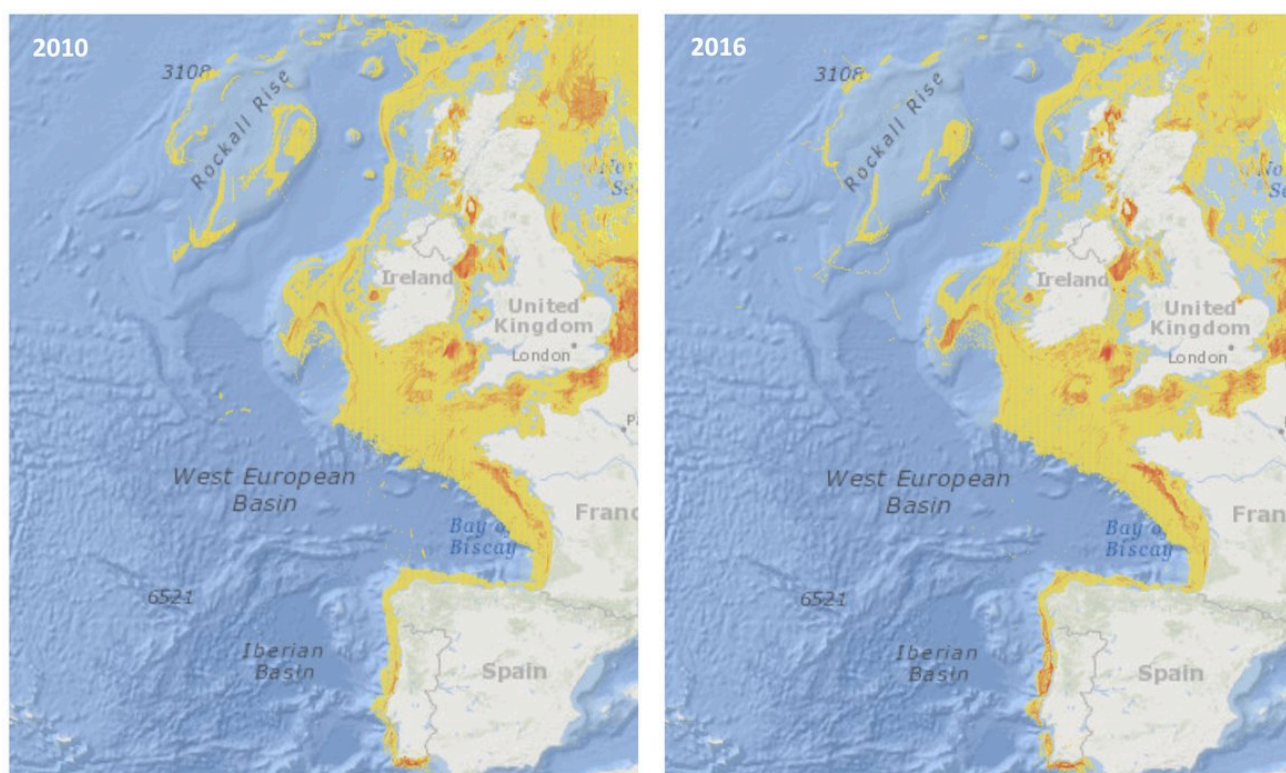 2010
3108
Rockall Rise
Ireland
United
Kingdom
London
West European
Basin
Bay of
Biscay
6521
Iberian
Basin
Spain
2016
3108
Rockall Rise
Ireland
United
Kingdom
London
West European
Basin
Bay of
Biscay
Fran
6521
Iberian
Basin
Spain